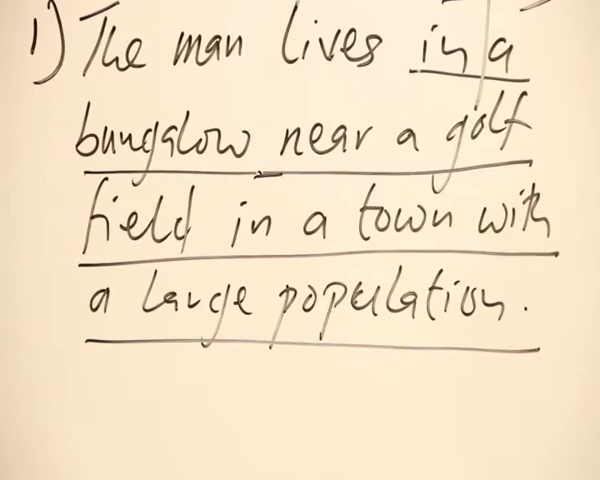 1) The man lives in a
bungalow near a golf
field in a town with
a large population.